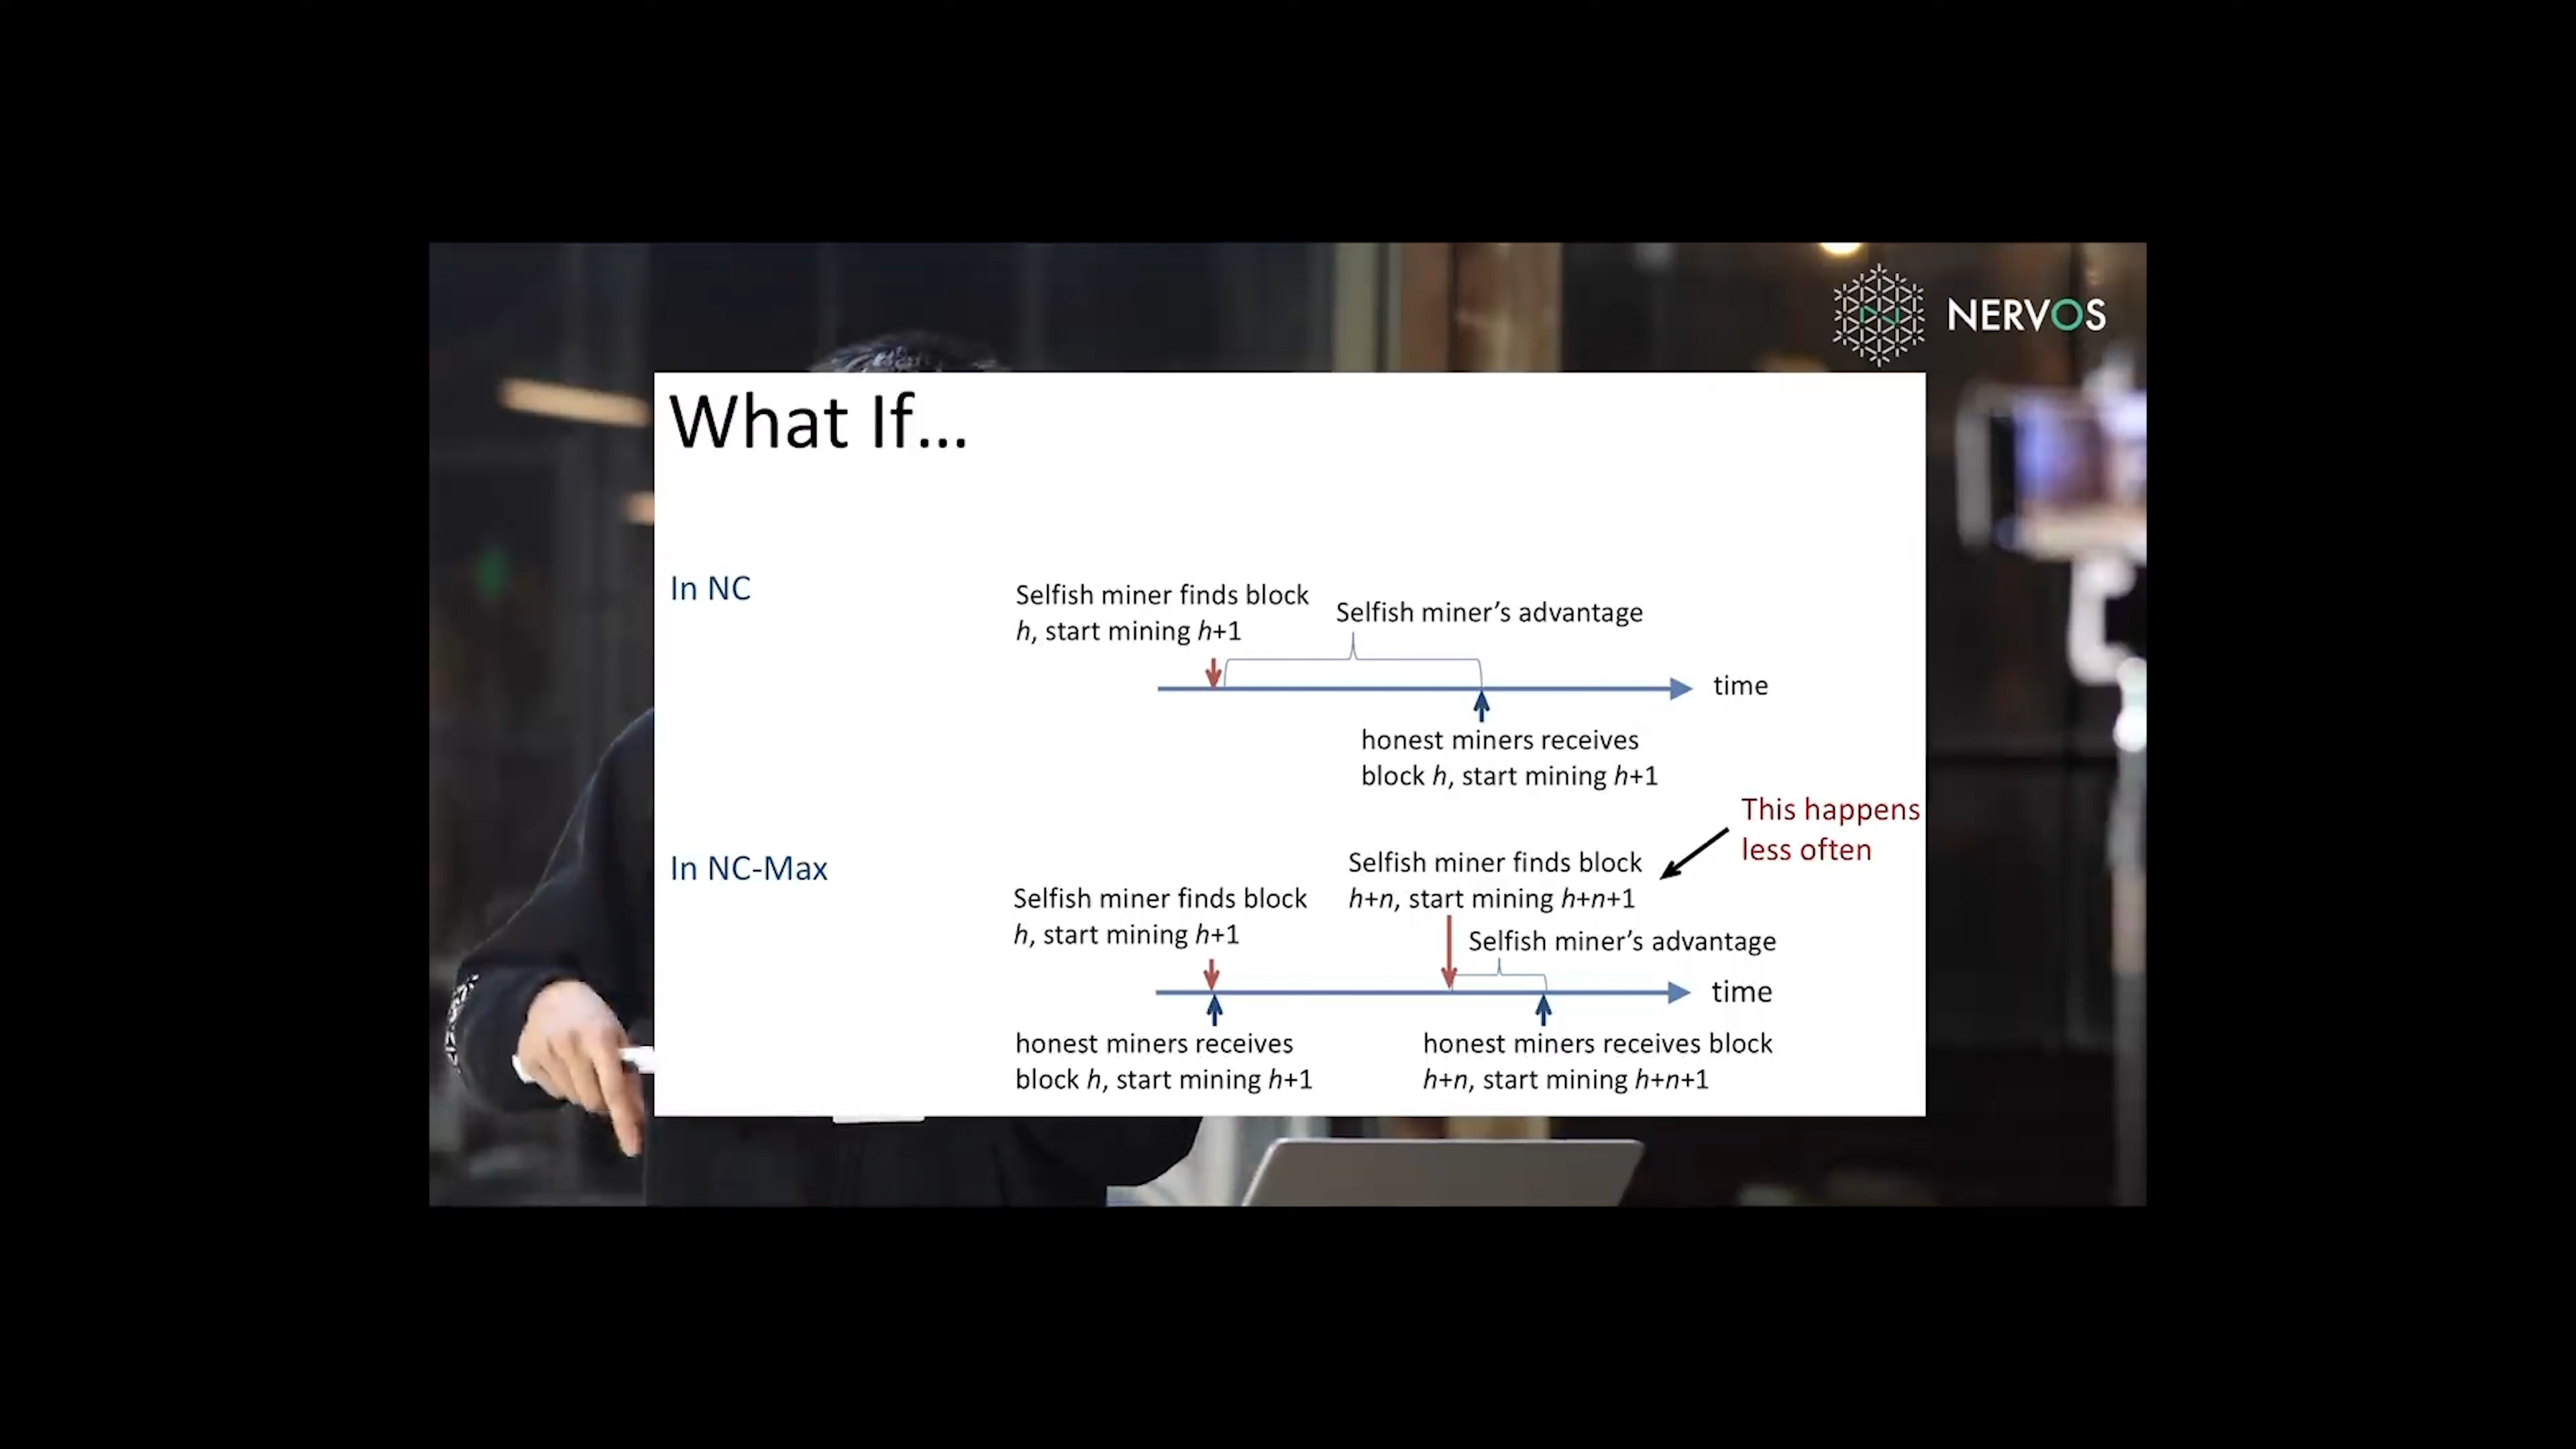 NERVOS
What If...
In NC
Selfish miner finds block
h, start mining h+1
Selfish miner's advantage
time
honest miners receives
block h, start mining h+1
This happens
less often
In NC-Max
Selfish miner finds block
h+n, start mining h+n+1
Selfish miner finds block
h, start mining h+1
Selfish miner's advantage
time
honest miners receives
block h, start mining h+1
honest miners receives block
h+n, start mining h+n+1